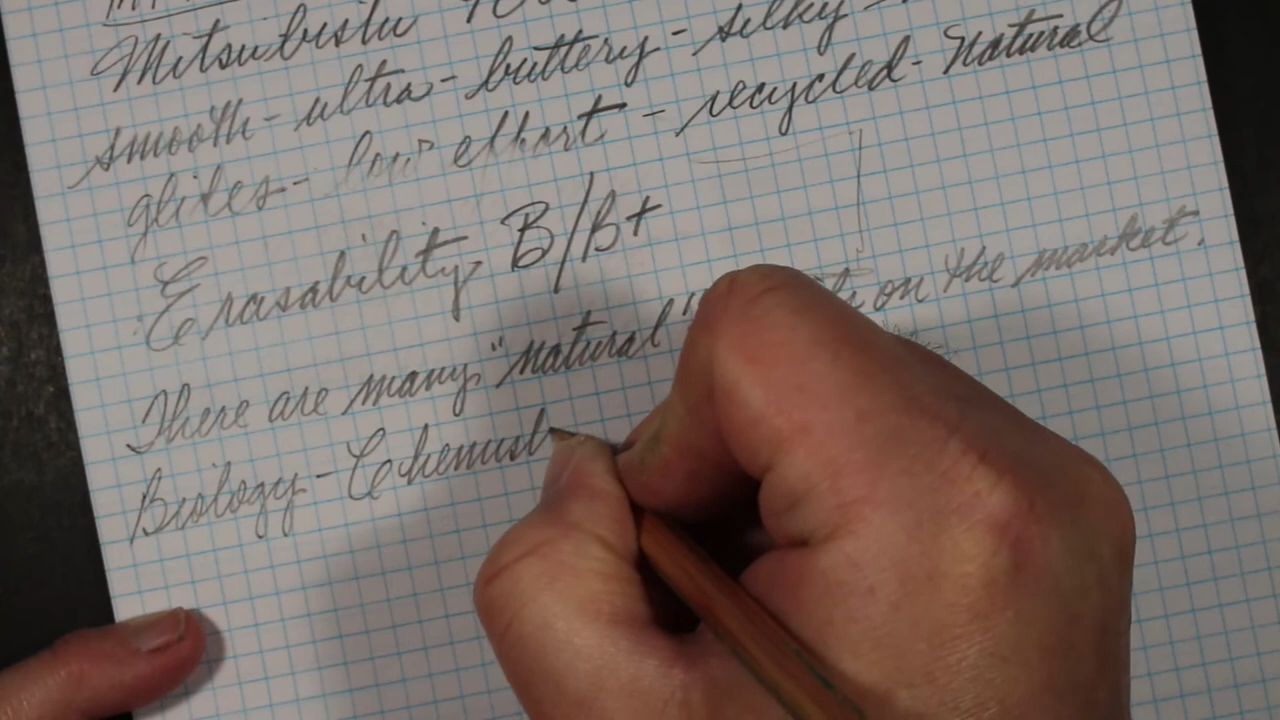 Mitsubishi
smooth - ultra - buttery - silky -
glites - low effort - recycled - Natural
Erasability B/B+
There are many "natural" on the market.
Biology - Chemist